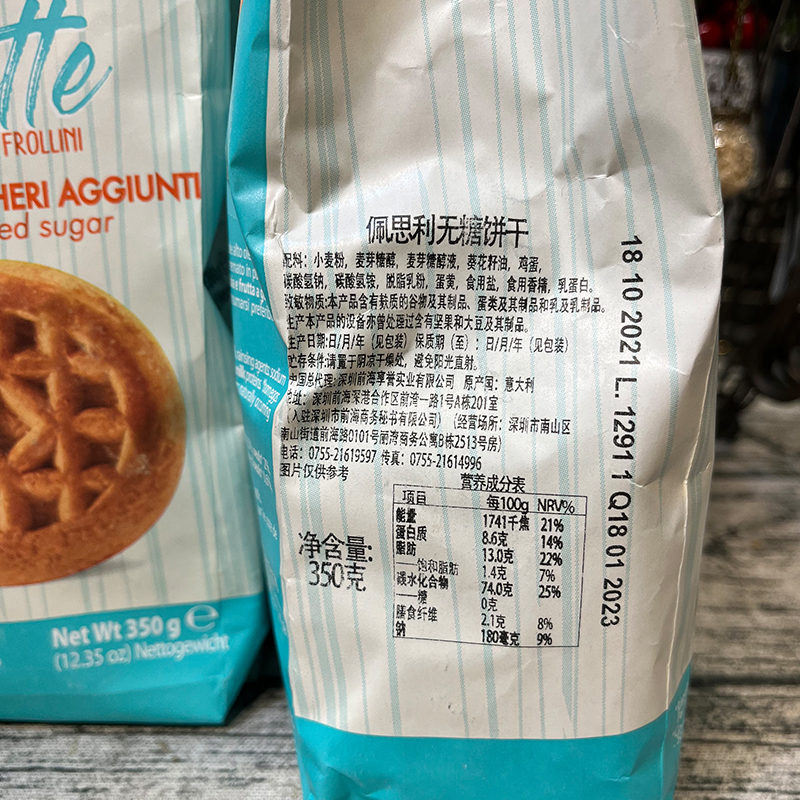 tte
FROLLINI
HERI AGGIUNTI
ed sugar
Net Wt 350 g e
(12.35 oz) Nettogewicht
佩思利无糖饼干
配料：小麦粉，麦芽糖醇，麦芽糖醇液，葵花籽油，鸡蛋，
碳酸氢钠，碳酸氢铵，脱脂乳粉，蛋黄，食用盐，食用香精，乳蛋白。
致敏物质:本产品含有麸质的谷物及其制品、蛋类及其制品和乳及乳制品。
生产本产品的设备亦曾处理过含有坚果和大豆及其制品。
生产日期:日/月/年（见包装）保质期（至）：日/月/年（见包装）
贮存条件:请置于阴凉干燥处，避免阳光直射。
中国总代理:深圳前海享誉实业有限公司 原产国：意大利
地址：深圳前海深港合作区前湾一路1号A栋201室
（入驻深圳市前海商务秘书有限公司）（经营场所：深圳市南山区
南山街道前海路0101号丽湾商务公寓B栋2513号房）
电话：0755-21619597 传真：0755-21614996
图片仅供参考
营养成分表
项目 每100g NRV%
能量 1741千焦 21%
蛋白质 8.6克 14%
脂肪 13.0克 22%
——饱和脂肪 1.4克 7%
碳水化合物 74.0克 25%
——糖 0克
膳食纤维 2.1克 8%
钠 180毫克 9%
净含量:
350克
18 10 2021 L. 1291 1 Q18 01 2023